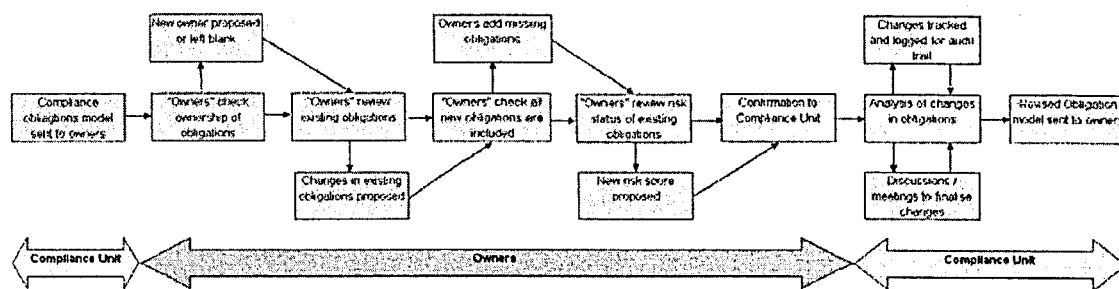 New owner proposed
or left blank
Owners add missing
obligations
Changes tracked
and logged for audit
trail
Compliance
obligations model
sent to owners
"Owners" check
ownership of
obligations
"Owners" review
existing obligations
"Owners" check all
new obligations are
included
"Owners" review risk
status of existing
obligations
Confirmation to
Compliance Unit
Analysis of changes
in obligations
Revised Obligation
model sent to owners
Changes in existing
obligations proposed
New risk score
proposed
Discussions /
meetings to finalise
changes
Compliance Unit
Owners
Compliance Unit